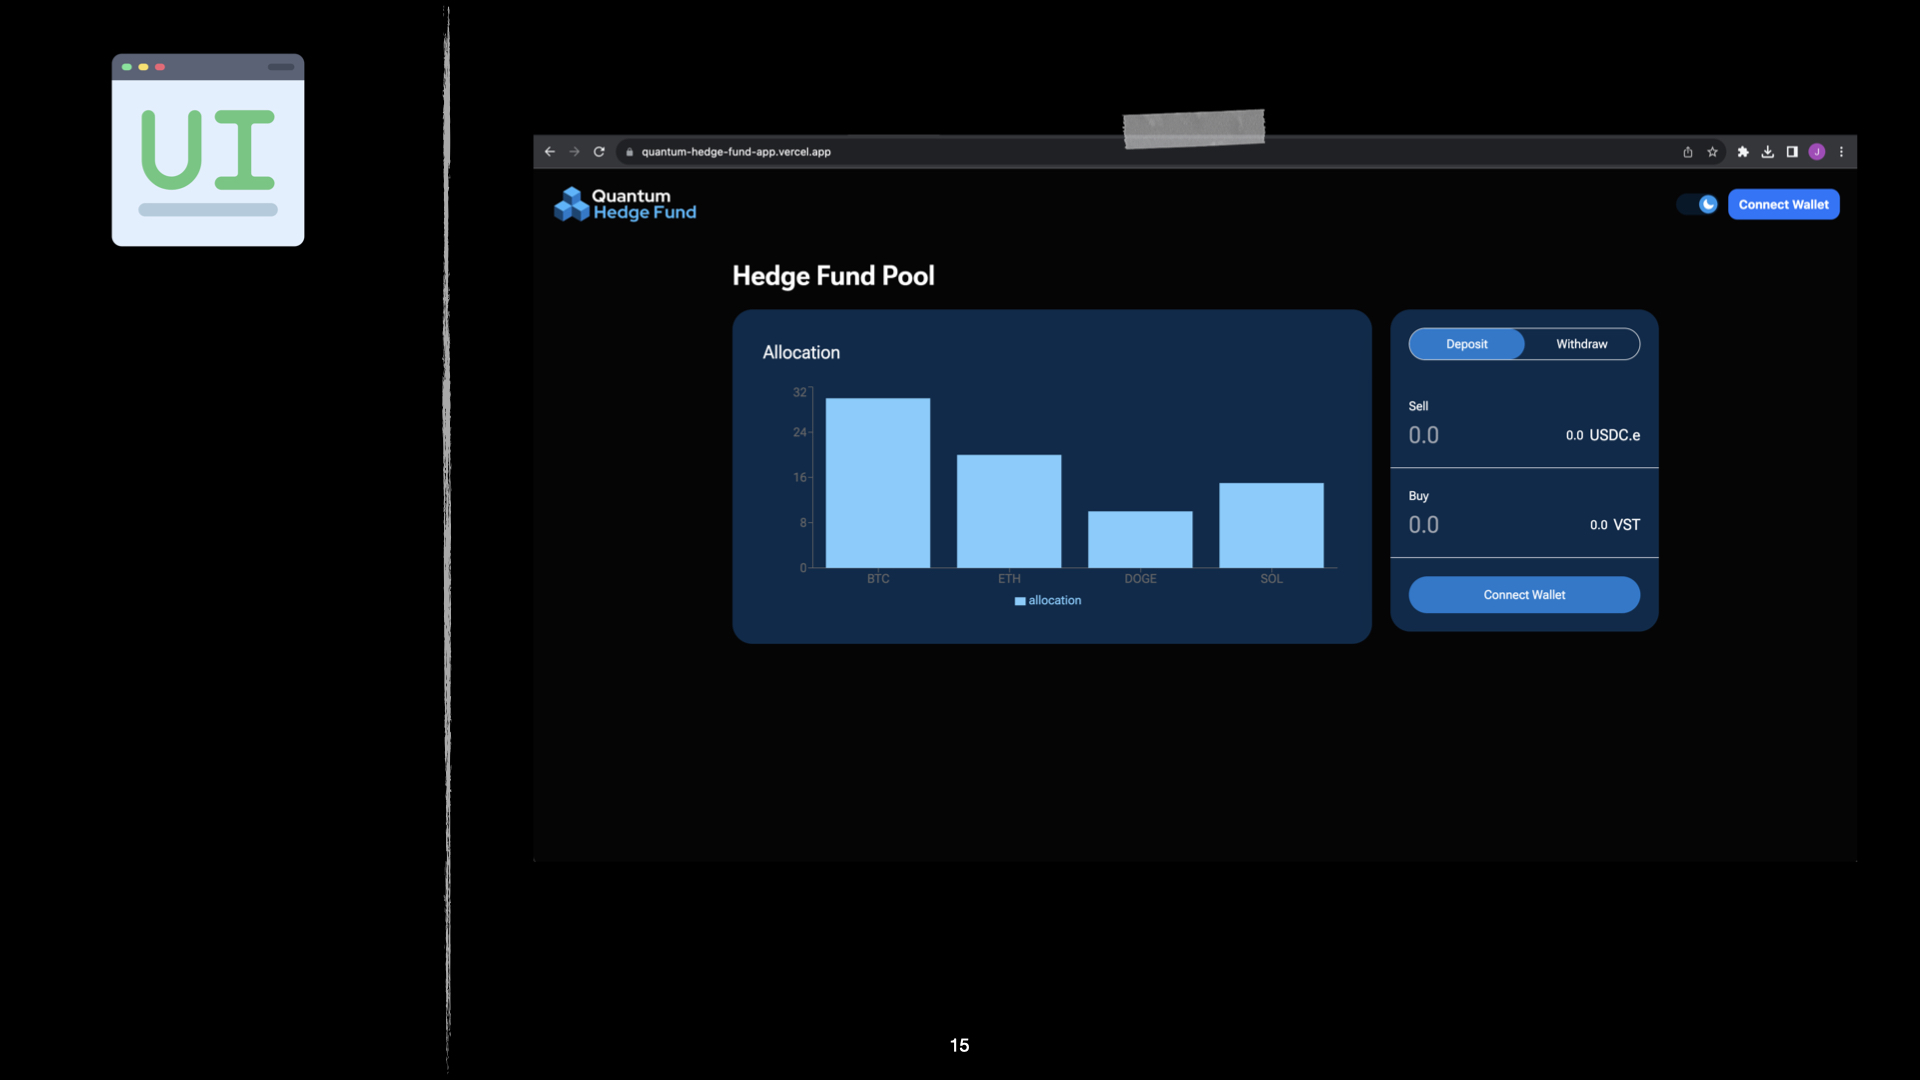 UI
quantum-hedge-fund-app.vercel.app
J
Quantum
Hedge Fund
Connect Wallet
Hedge Fund Pool
Allocation
32
24
16
8
0
BTC
ETH
DOGE
SOL
allocation
Deposit
Withdraw
Sell
0.0
0.0 USDC.e
Buy
0.0
0.0 VST
Connect Wallet
15